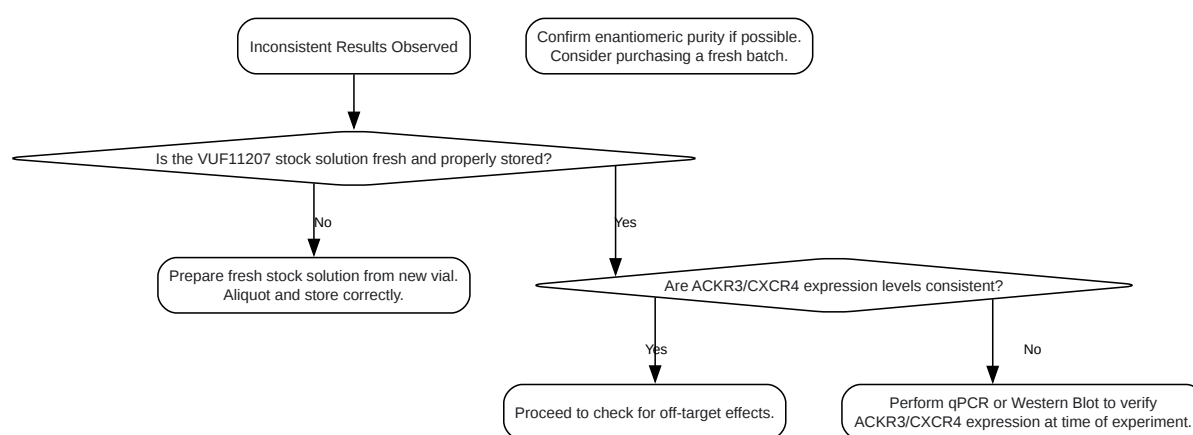 Inconsistent Results Observed
Confirm enantiomeric purity if possible.
Consider purchasing a fresh batch.
Is the VUF11207 stock solution fresh and properly stored?
No
Yes
Prepare fresh stock solution from new vial.
Aliquot and store correctly.
Are ACKR3/CXCR4 expression levels consistent?
Yes
No
Proceed to check for off-target effects.
Perform qPCR or Western Blot to verify
ACKR3/CXCR4 expression at time of experiment.